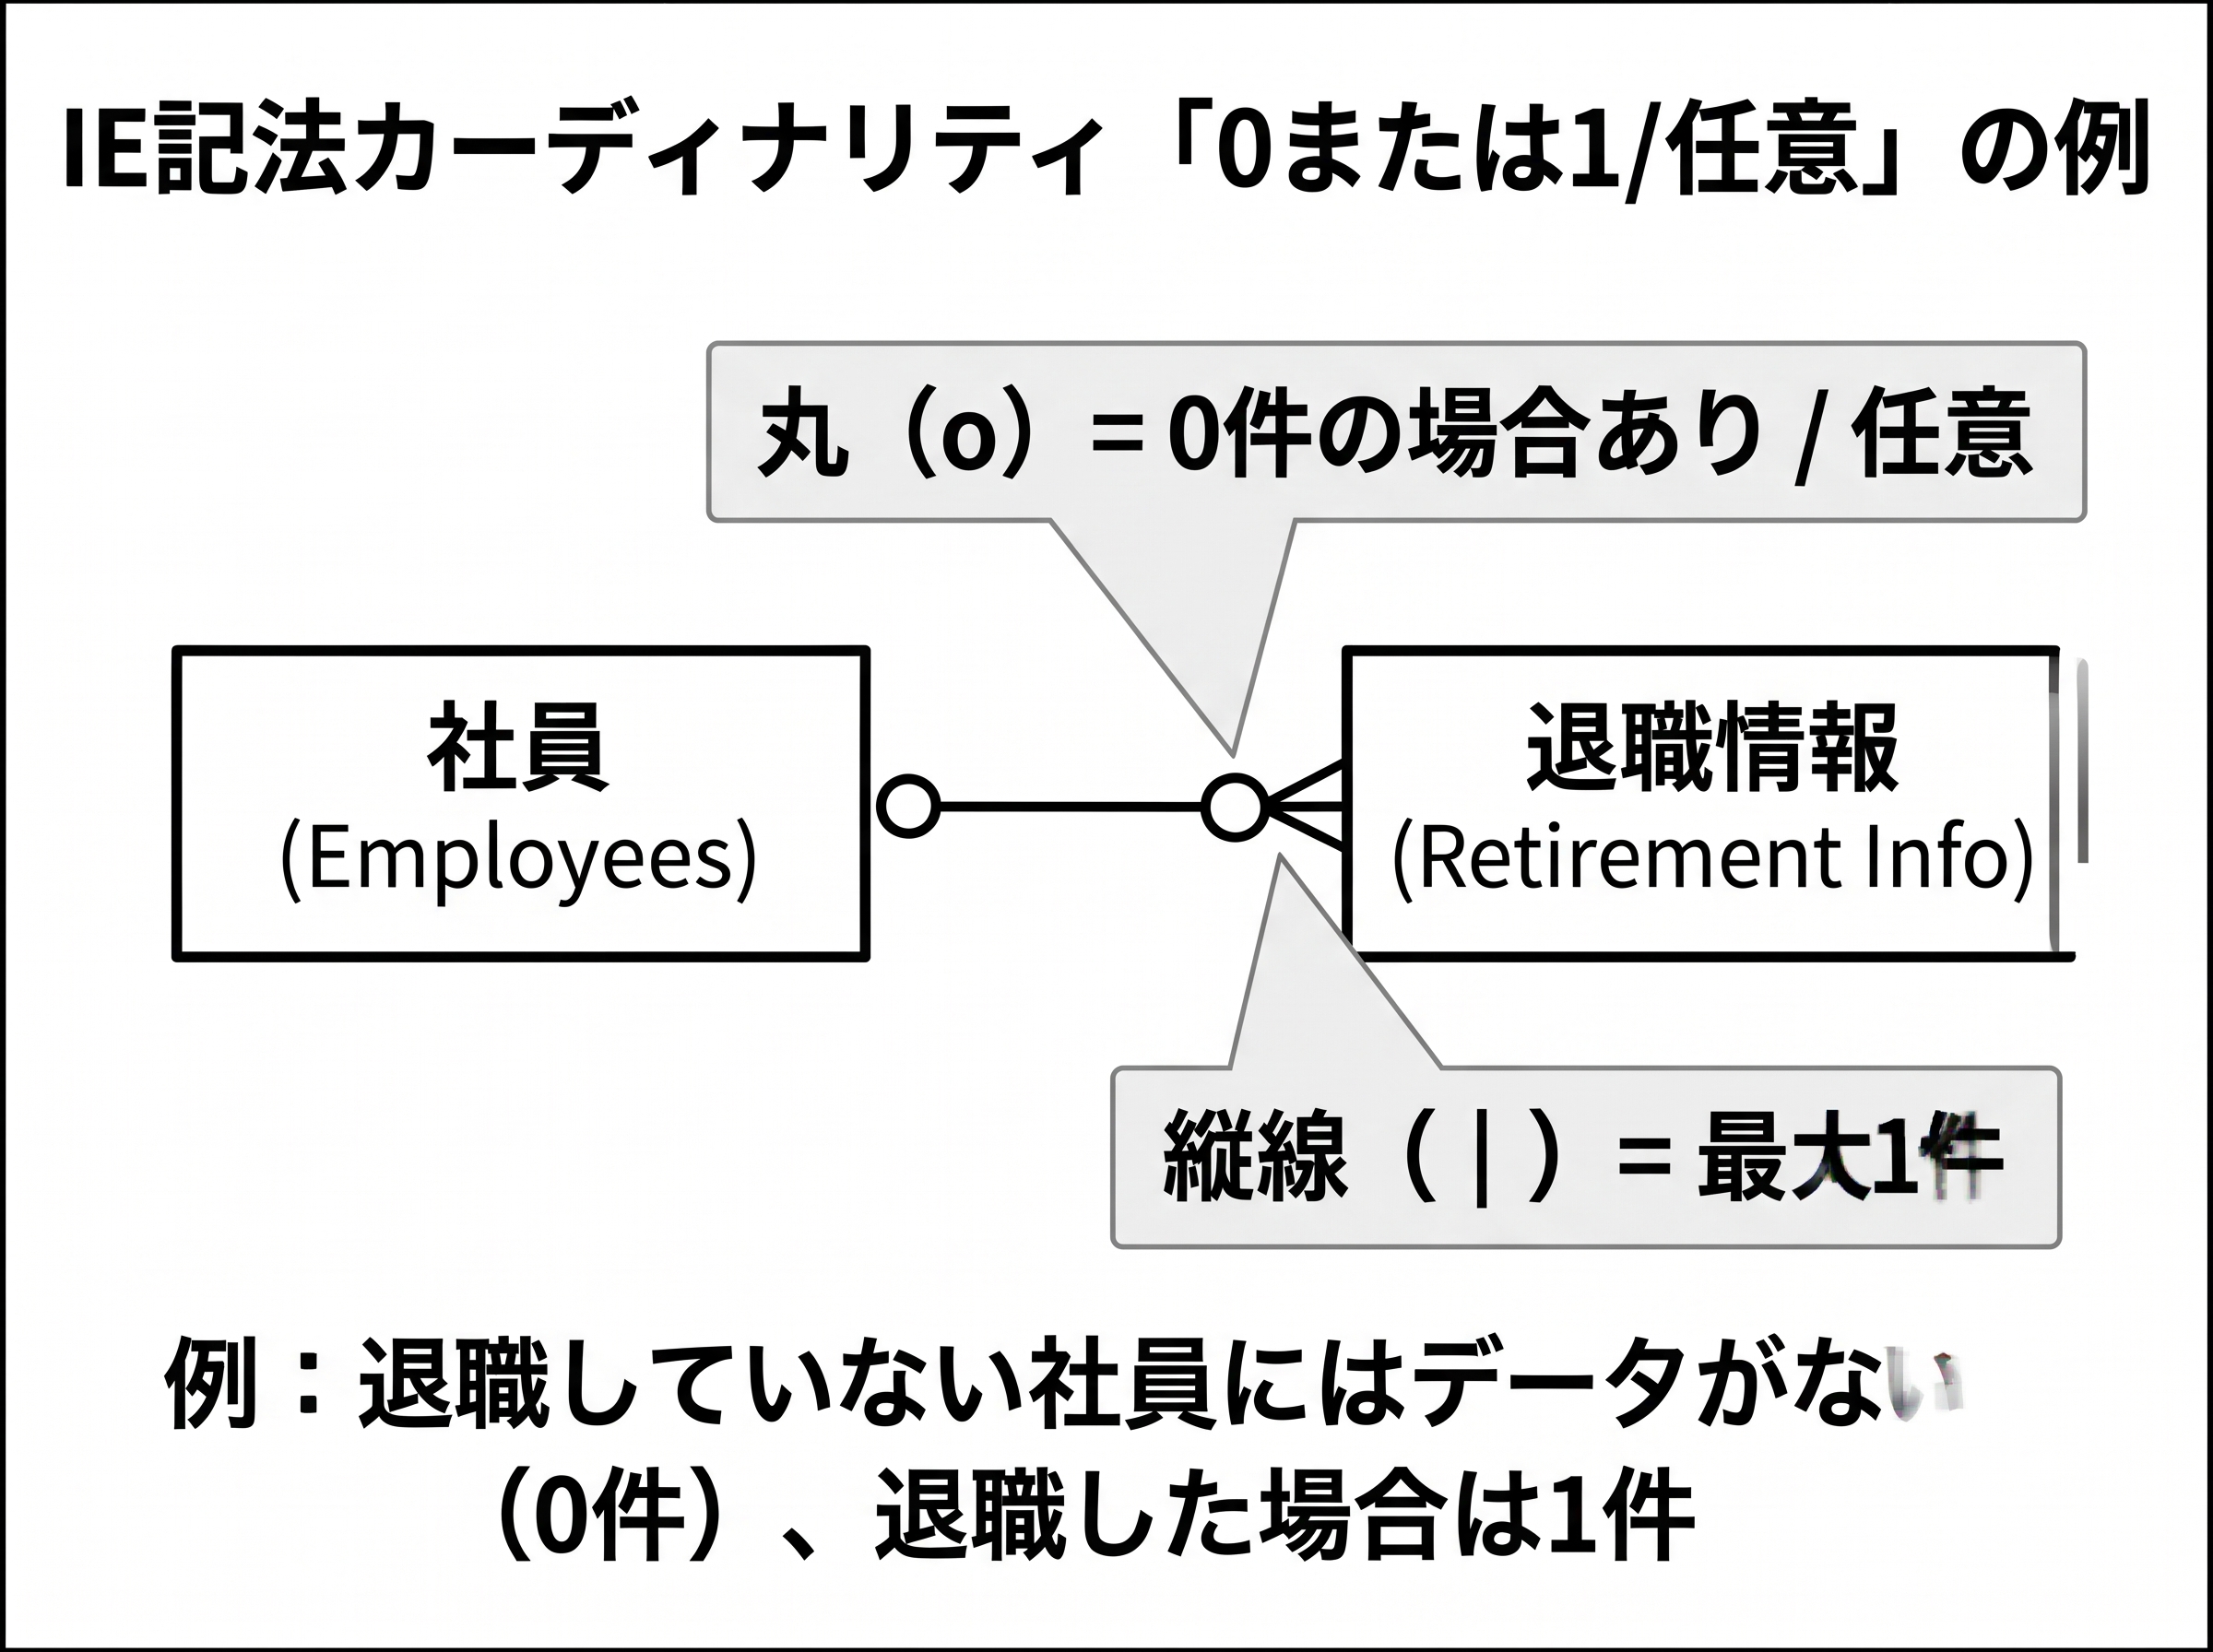 IE記法カーディナリティ「0または1/任意」の例
丸（o）= 0件の場合あり / 任意
社員
(Employees)
退職情報
(Retirement Info)
縦線（ | ）= 最大1件
例：退職していない社員にはデータがない
（0件）、退職した場合は1件